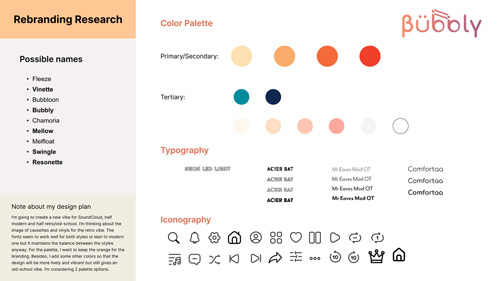 Rebranding Research
Possible names
Fleeze
Vinette
Bubbloon
Bubbly
Chamoria
Mellow
Melfloat
Swingle
Resonette
Note about my design plan
I'm going to create a new vibe for SoundCloud, half
modern and half retro/old-school. I'm thinking about the
image of cassettes and vinyls for the retro vibe. The
fonts seem to work well for both styles or lean to modern
one but it maintains the balance between the styles
anyway. For the palette, I want to keep the orange for the
branding. Besides, I add some other colors so that the
design will be more lively and vibrant but still gives an
old-school vibe. I'm considering 2 palette options.
Color Palette
βübbly
Primary/Secondary:
Tertiary:
Typography
NEON LED LIGHT
ACIER BAT
ACIER BAT
ACIER BAT
ACIER BAT
Mr Eaves Mod OT
Mr Eaves Mod OT
Mr Eaves Mod OT
Comfortaa
Comfortaa
Comfortaa
Iconography
10
10